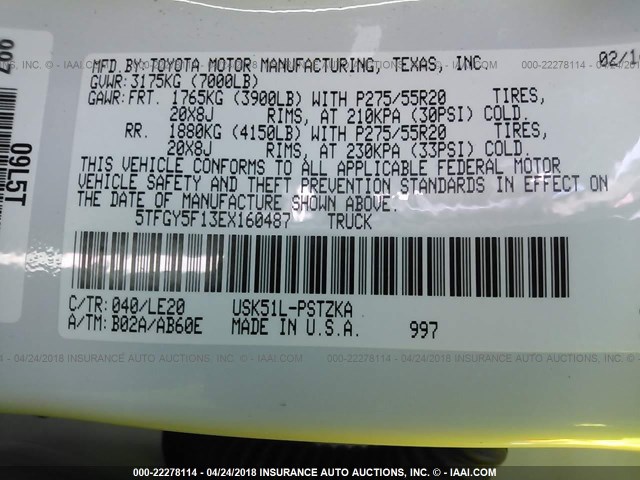 MFD BY:TOYOTA MOTOR MANUFACTURING, TEXAS, INC. 02/1
GVWR:3175KG (7000LB)
GAWR:FRT. 1765KG (3900LB) WITH P275/55R20 TIRES,
20X8J RIMS, AT 210KPA (30PSI) COLD.
RR. 1880KG (4150LB) WITH P275/55R20 TIRES,
20X8J RIMS, AT 230KPA (33PSI) COLD.
THIS VEHICLE CONFORMS TO ALL APPLICABLE FEDERAL MOTOR
VEHICLE SAFETY AND THEFT PREVENTION STANDARDS IN EFFECT ON
THE DATE OF MANUFACTURE SHOWN ABOVE.
5TFGY5F13EX160487 TRUCK
C/TR: 040/LE20 USK51L-PSTZKA
A/TM: B02A/AB60E MADE IN U.S.A. 997
09L5T
997
000-22278114 - 04/24/2018 INSURANCE AUTO AUCTIONS, INC. - © IAAI.COM